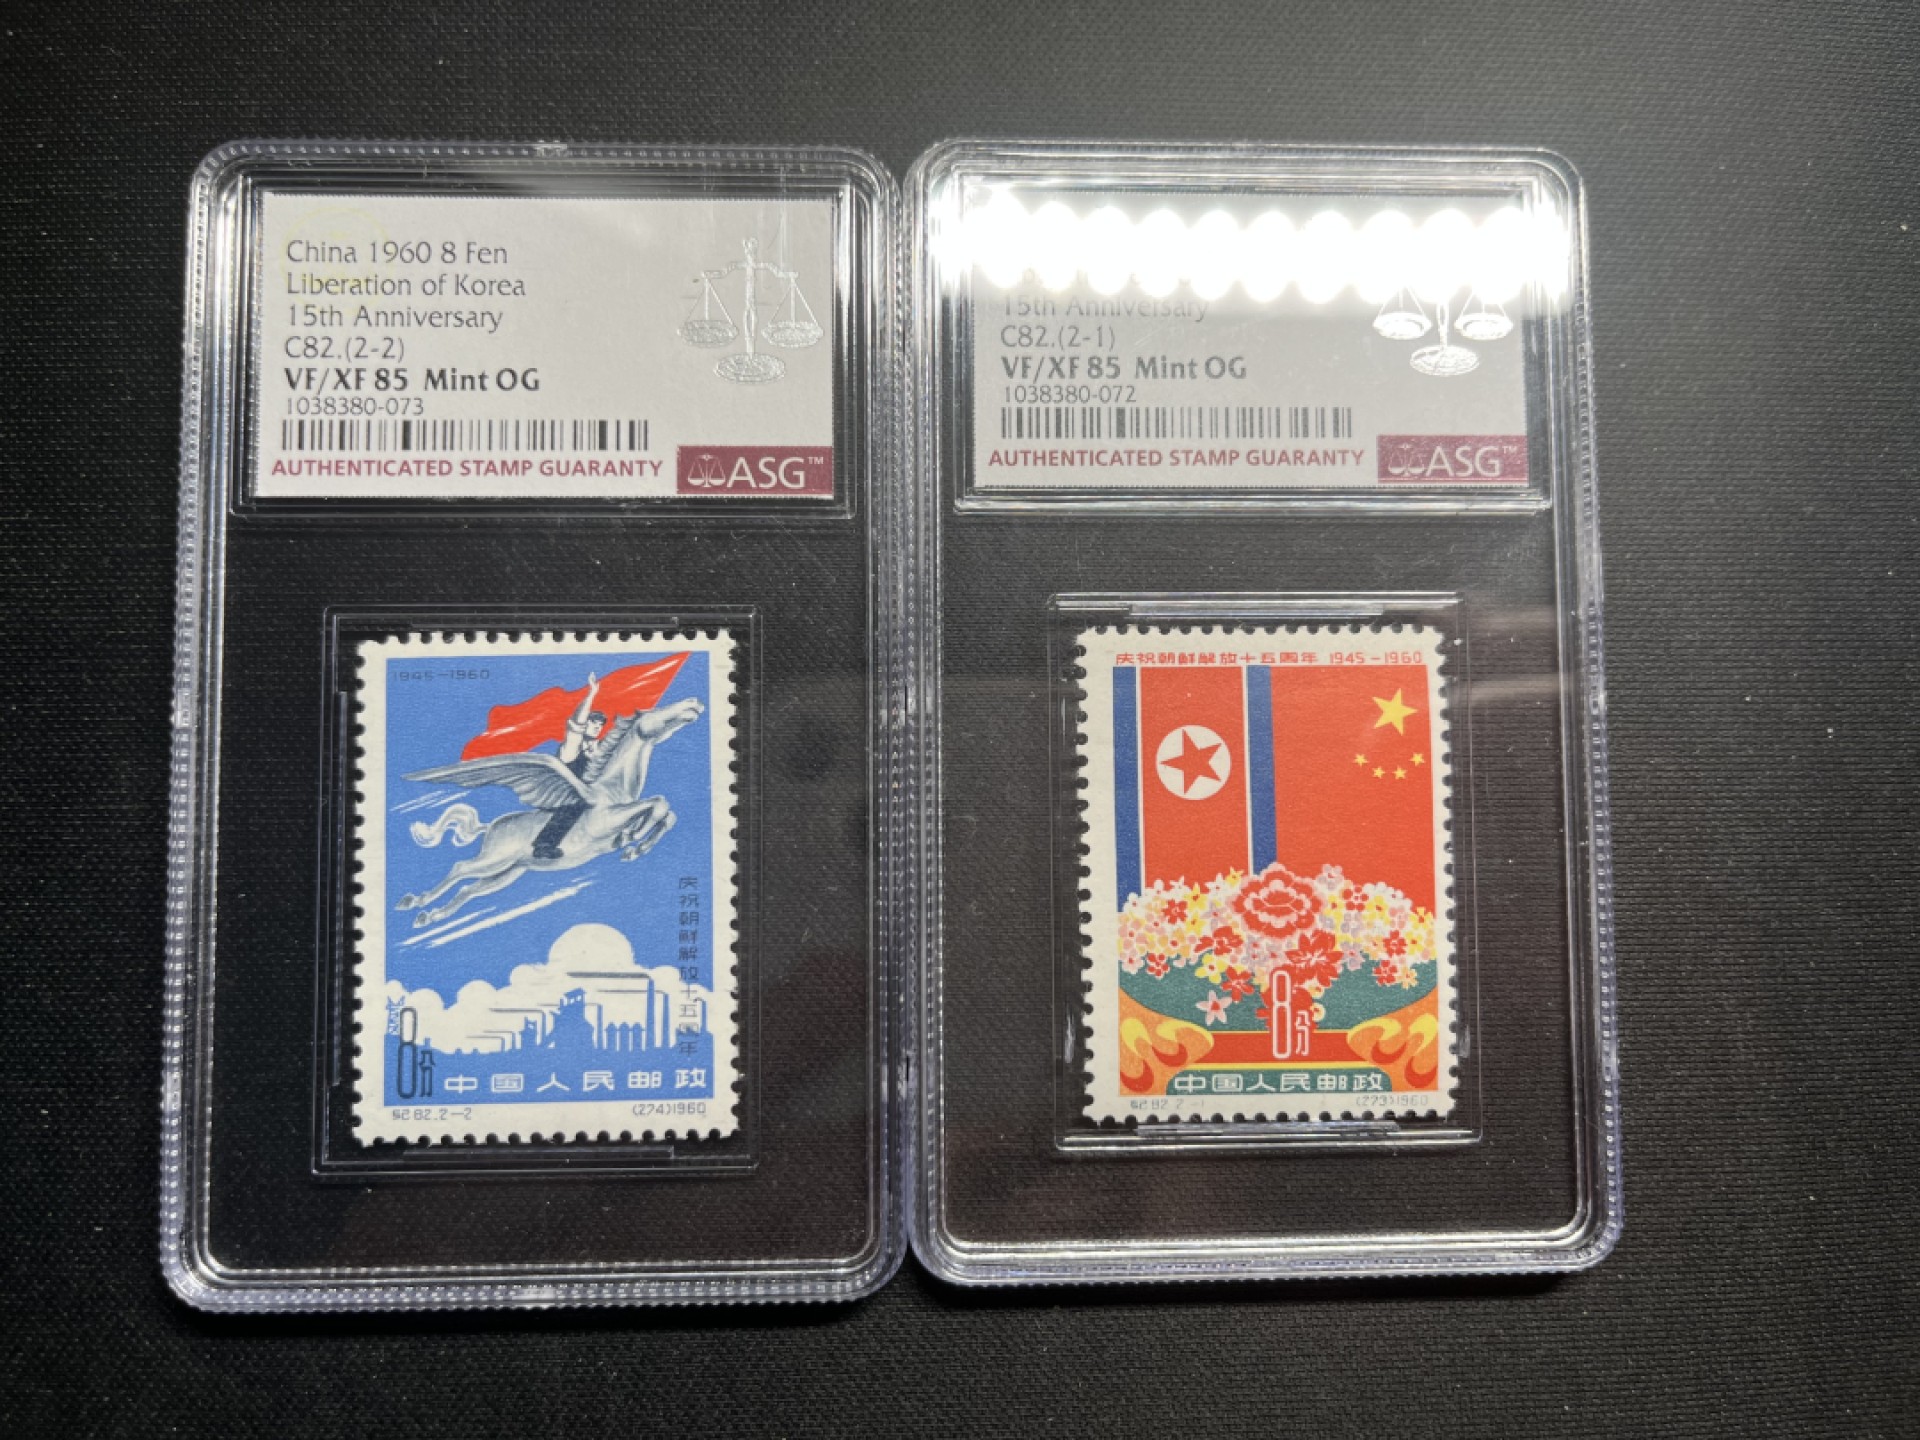 China 1960 8 Fen
Liberation of Korea
15th Anniversary
C82.(2-2)
VF/XF 85 Mint OG
1038380-073
AUTHENTICATED STAMP GUARANTY
ASG™
1945-1960
庆祝朝鲜解放十五周年
8分
中国人民邮政
纪82.2-2
(274)1960
15th Anniversary
C82.(2-1)
VF/XF 85 Mint OG
1038380-072
AUTHENTICATED STAMP GUARANTY
ASG™
庆祝朝鲜解放十五周年 1945-1960
8分
中国人民邮政
纪82.2-1
(273)1960